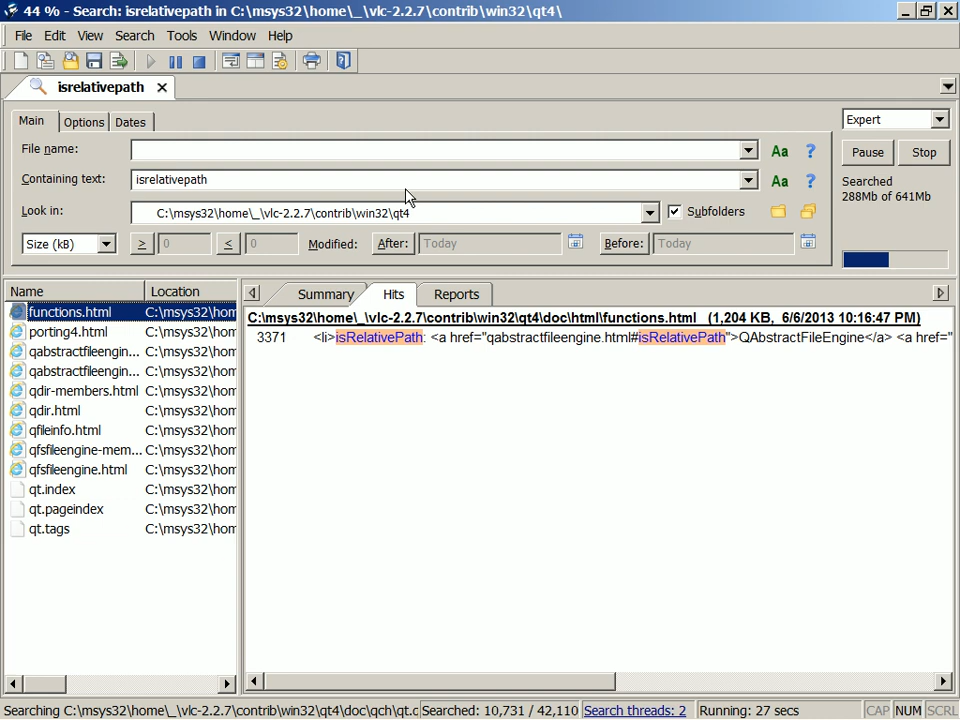 44 % - Search: isrelativepath in C:\msys32\home\_\vlc-2.2.7\contrib\win32\qt4\
File Edit View Search Tools Window Help
isrelativepath
Main Options Dates
Expert
File name:
Aa ?
Pause Stop
Containing text: isrelativepath
Aa ?
Searched
288Mb of 641Mb
Look in: C:\msys32\home\_\vlc-2.2.7\contrib\win32\qt4
Subfolders
Size (kB) > 0 < 0 Modified: After: Today Before: Today
Name Location
Summary Hits Reports
functions.html C:\msys32\hom
porting4.html C:\msys32\hom
qabstractfileengin... C:\msys32\hom
qabstractfileengin... C:\msys32\hom
qdir-members.html C:\msys32\hom
qdir.html C:\msys32\hom
qfileinfo.html C:\msys32\hom
qfsfileengine-mem... C:\msys32\hom
qfsfileengine.html C:\msys32\hom
qt.index C:\msys32\hom
qt.pageindex C:\msys32\hom
qt.tags C:\msys32\hom
C:\msys32\home\_\vlc-2.2.7\contrib\win32\qt4\doc\html\functions.html (1,204 KB, 6/6/2013 10:16:47 PM)
3371 <li>isRelativePath: <a href="qabstractfileengine.html#isRelativePath">QAbstractFileEngine</a> <a href="
Searching C:\msys32\home\_\vlc-2.2.7\contrib\win32\qt4\doc\qch\qt.c Searched: 10,731 / 42,110 Search threads: 2 Running: 27 secs CAP NUM SCRL